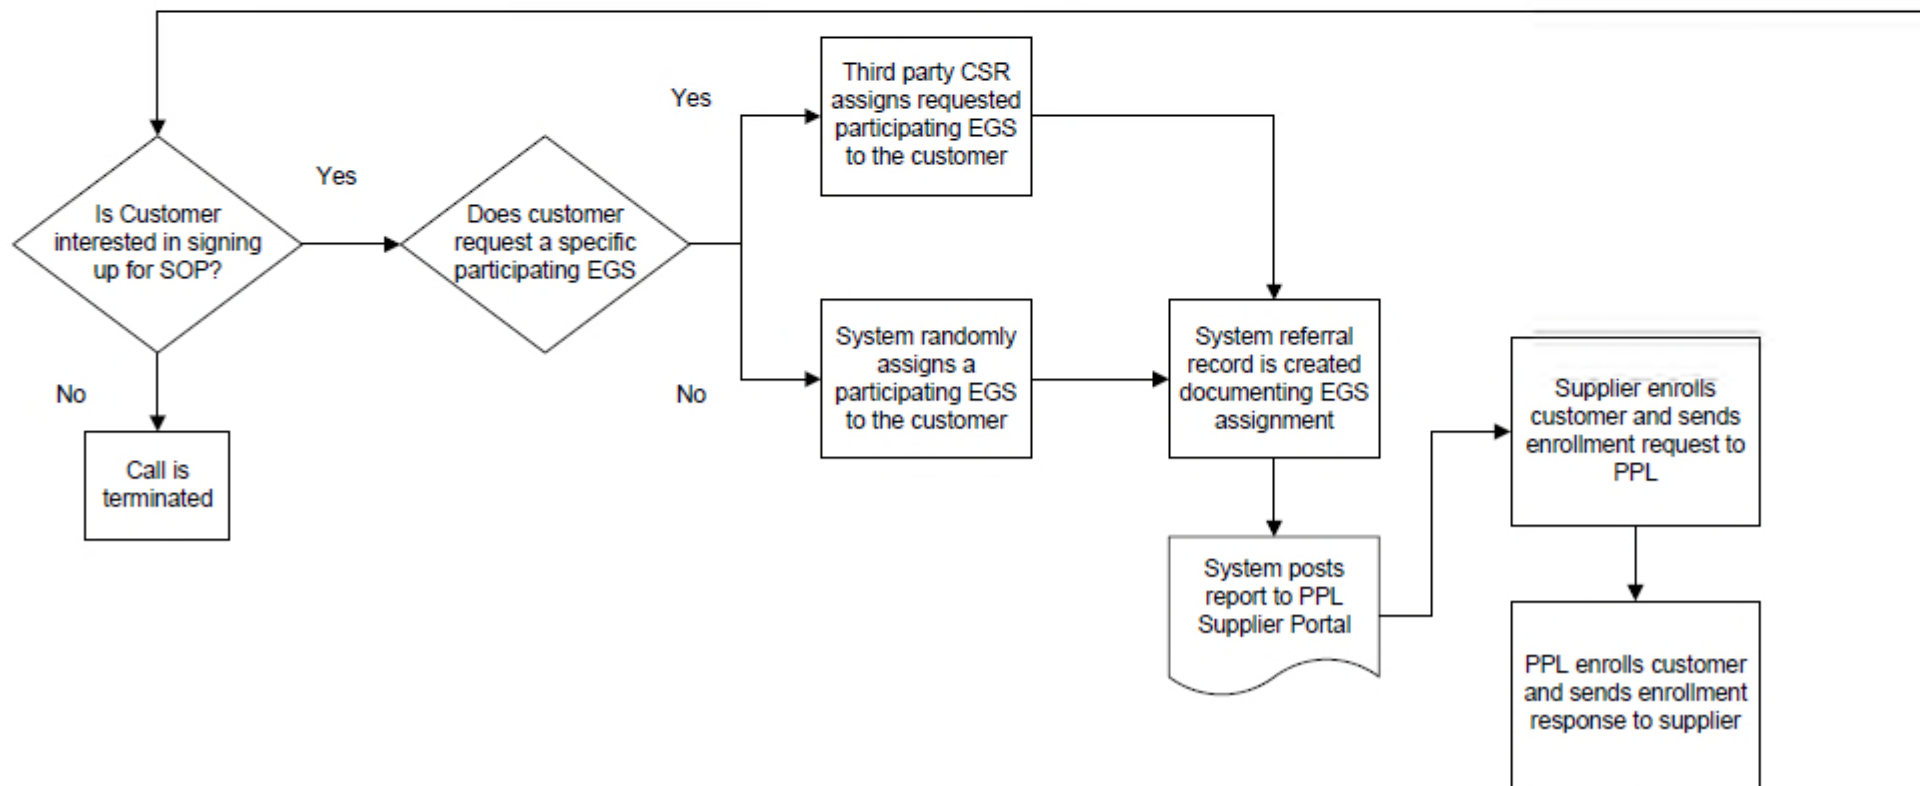 Is Customer
interested in signing
up for SOP?
Yes
No
Call is
terminated
Does customer
request a specific
participating EGS
Yes
No
Third party CSR
assigns requested
participating EGS
to the customer
System randomly
assigns a
participating EGS
to the customer
System referral
record is created
documenting EGS
assignment
System posts
report to PPL
Supplier Portal
Supplier enrolls
customer and sends
enrollment request to
PPL
PPL enrolls customer
and sends enrollment
response to supplier